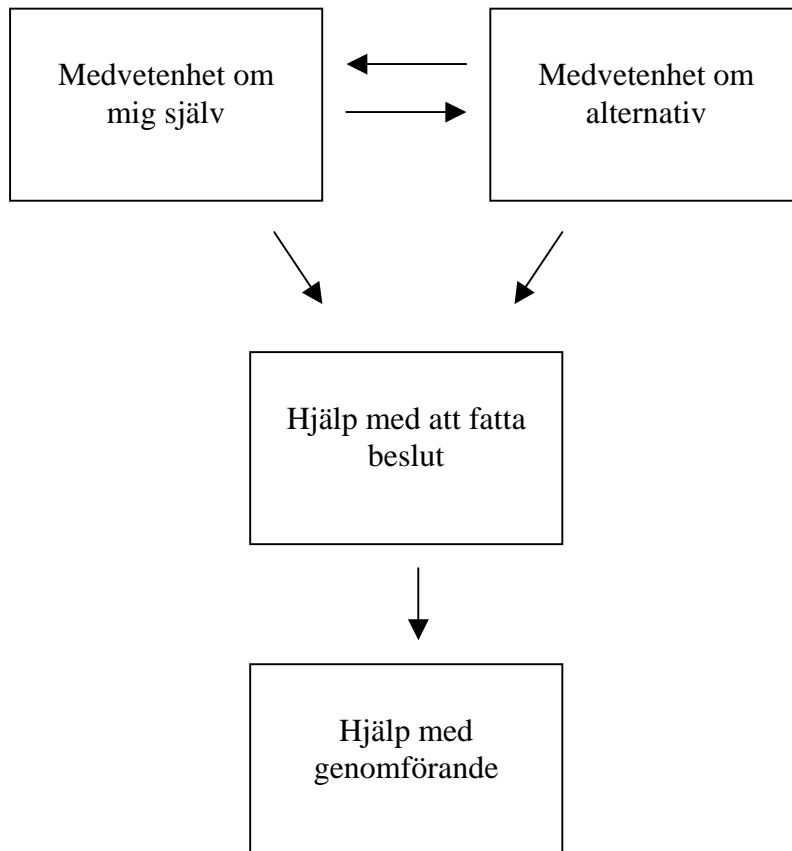 Medvetenhet om
mig själv
Medvetenhet om
alternativ
Hjälp med att fatta
beslut
Hjälp med
genomförande